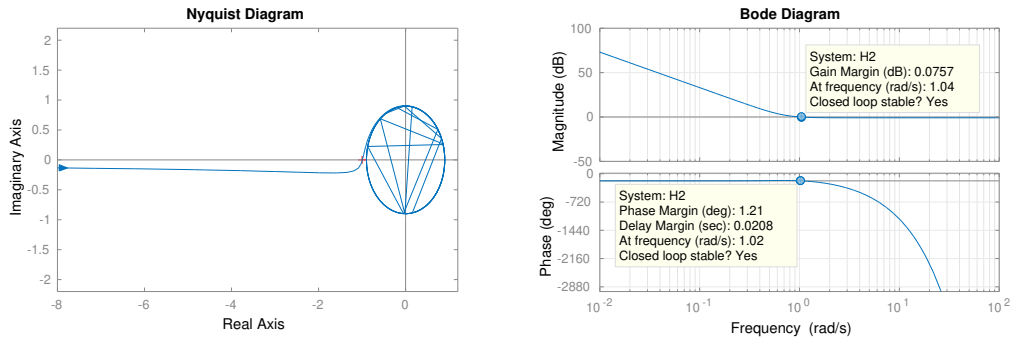 Nyquist Diagram
Imaginary Axis
2
1.5
1
0.5
0
-0.5
-1
-1.5
-2
-8
-6
-4
-2
0
Real Axis
Bode Diagram
Magnitude (dB)
100
50
0
-50
System: H2
Gain Margin (dB): 0.0757
At frequency (rad/s): 1.04
Closed loop stable? Yes
Phase (deg)
0
-720
-1440
-2160
-2880
System: H2
Phase Margin (deg): 1.21
Delay Margin (sec): 0.0208
At frequency (rad/s): 1.02
Closed loop stable? Yes
10^-2
10^-1
10^0
10^1
10^2
Frequency (rad/s)